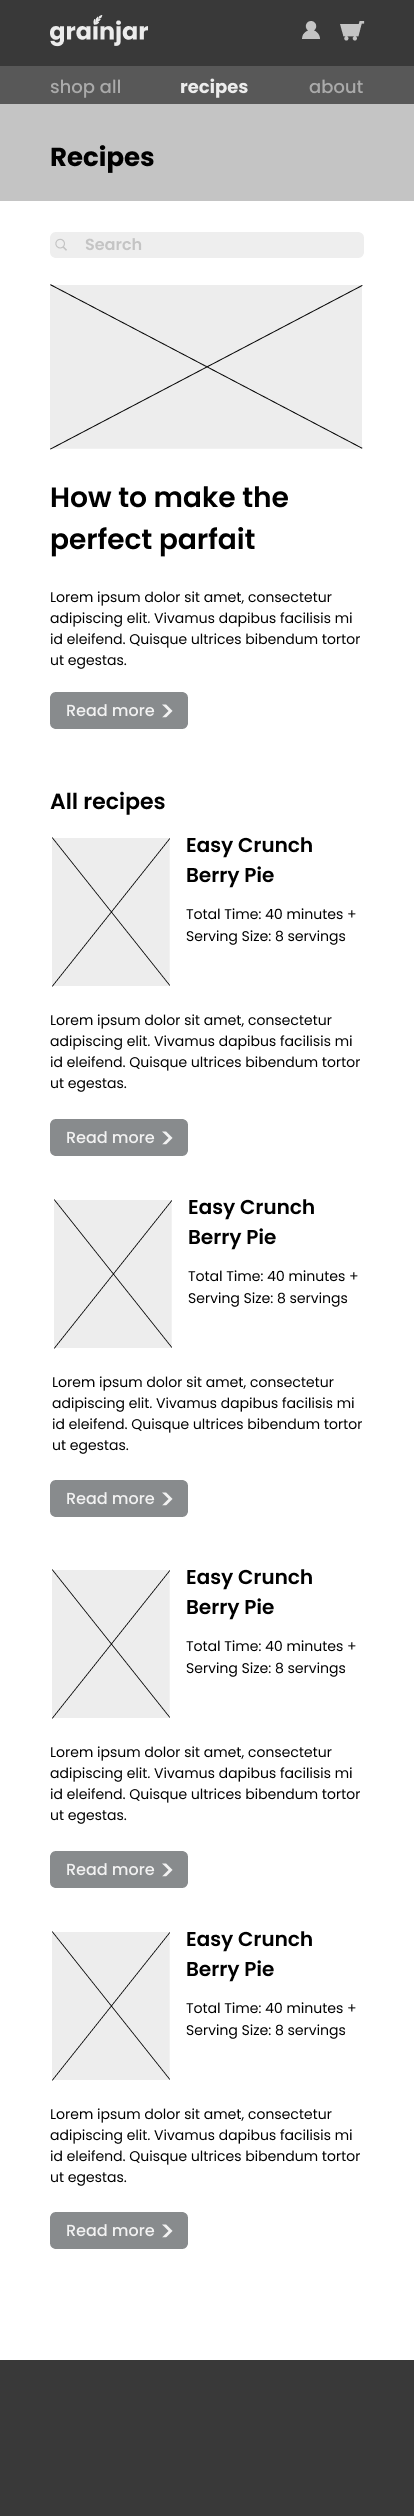 grainjar
shop all recipes about
Recipes
Search
How to make the
perfect parfait
Lorem ipsum dolor sit amet, consectetur
adipiscing elit. Vivamus dapibus facilisis mi
id eleifend. Quisque ultrices bibendum tortor
ut egestas.
Read more
All recipes
Easy Crunch
Berry Pie
Total Time: 40 minutes +
Serving Size: 8 servings
Lorem ipsum dolor sit amet, consectetur
adipiscing elit. Vivamus dapibus facilisis mi
id eleifend. Quisque ultrices bibendum tortor
ut egestas.
Read more
Easy Crunch
Berry Pie
Total Time: 40 minutes +
Serving Size: 8 servings
Lorem ipsum dolor sit amet, consectetur
adipiscing elit. Vivamus dapibus facilisis mi
id eleifend. Quisque ultrices bibendum tortor
ut egestas.
Read more
Easy Crunch
Berry Pie
Total Time: 40 minutes +
Serving Size: 8 servings
Lorem ipsum dolor sit amet, consectetur
adipiscing elit. Vivamus dapibus facilisis mi
id eleifend. Quisque ultrices bibendum tortor
ut egestas.
Read more
Easy Crunch
Berry Pie
Total Time: 40 minutes +
Serving Size: 8 servings
Lorem ipsum dolor sit amet, consectetur
adipiscing elit. Vivamus dapibus facilisis mi
id eleifend. Quisque ultrices bibendum tortor
ut egestas.
Read more